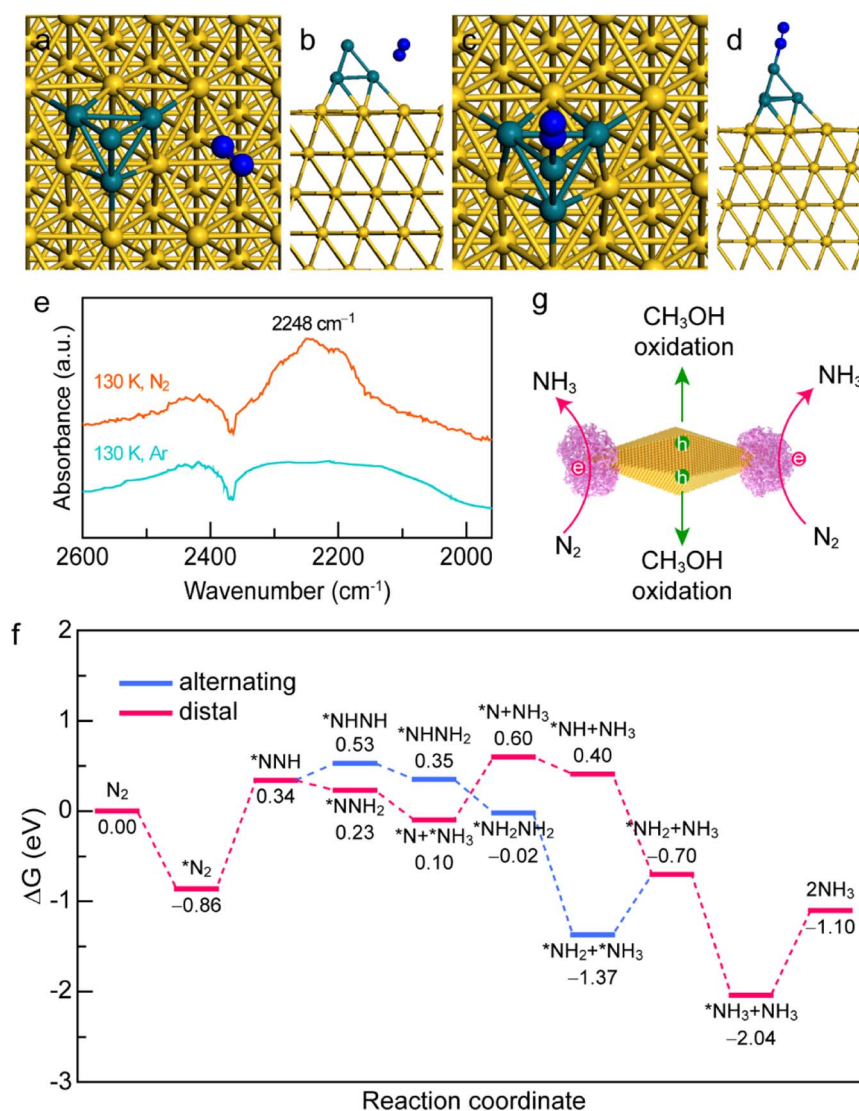 a
b
c
d
e
2248 cm⁻¹
130 K, N₂
130 K, Ar
Absorbance (a.u.)
2600
2400
2200
2000
Wavenumber (cm⁻¹)
g
CH₃OH
oxidation
NH₃
NH₃
h
e
e
h
N₂
N₂
CH₃OH
oxidation
f
2
1
0
-1
-2
-3
ΔG (eV)
alternating
distal
N₂
0.00
*N₂
−0.86
*NNH
0.34
*NHNH
0.53
*NNH₂
0.23
*NHNH₂
0.35
*N+*NH₃
0.10
*N+NH₃
0.60
*NH₂NH₂
−0.02
*NH+NH₃
0.40
*NH₂+*NH₃
−1.37
*NH₂+NH₃
−0.70
*NH₃+NH₃
−2.04
2NH₃
−1.10
Reaction coordinate